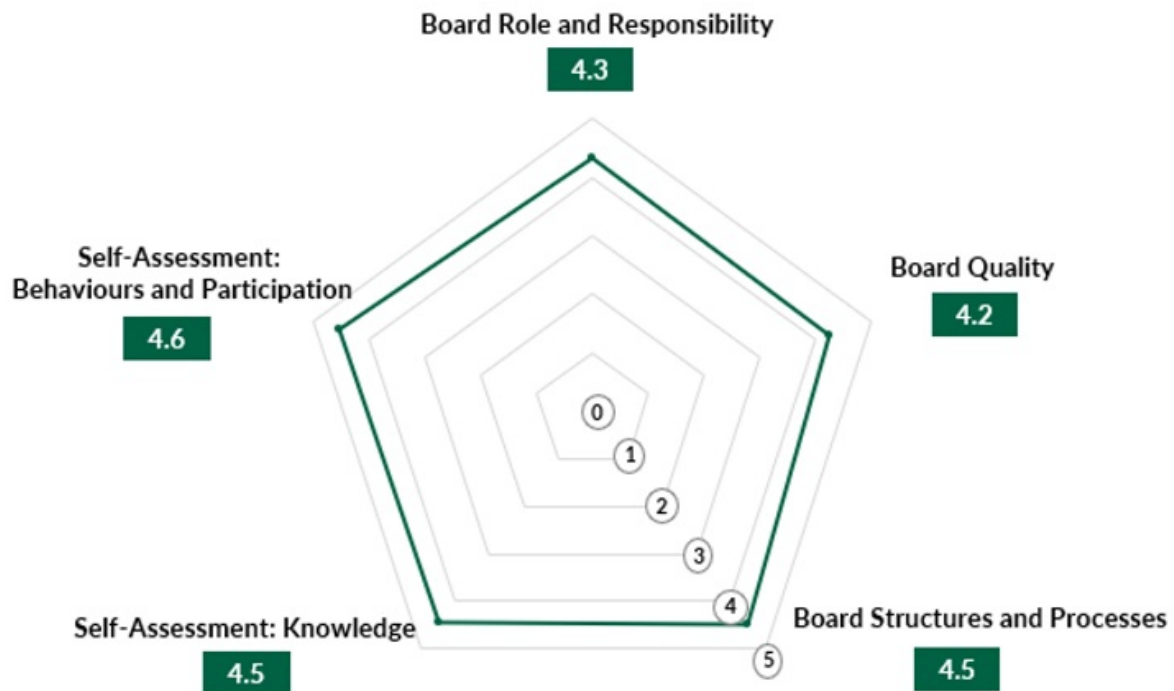 Board Role and Responsibility
4.3
Self-Assessment:
Behaviours and Participation
4.6
Board Quality
4.2
0
1
2
3
4
5
Self-Assessment: Knowledge
4.5
Board Structures and Processes
4.5